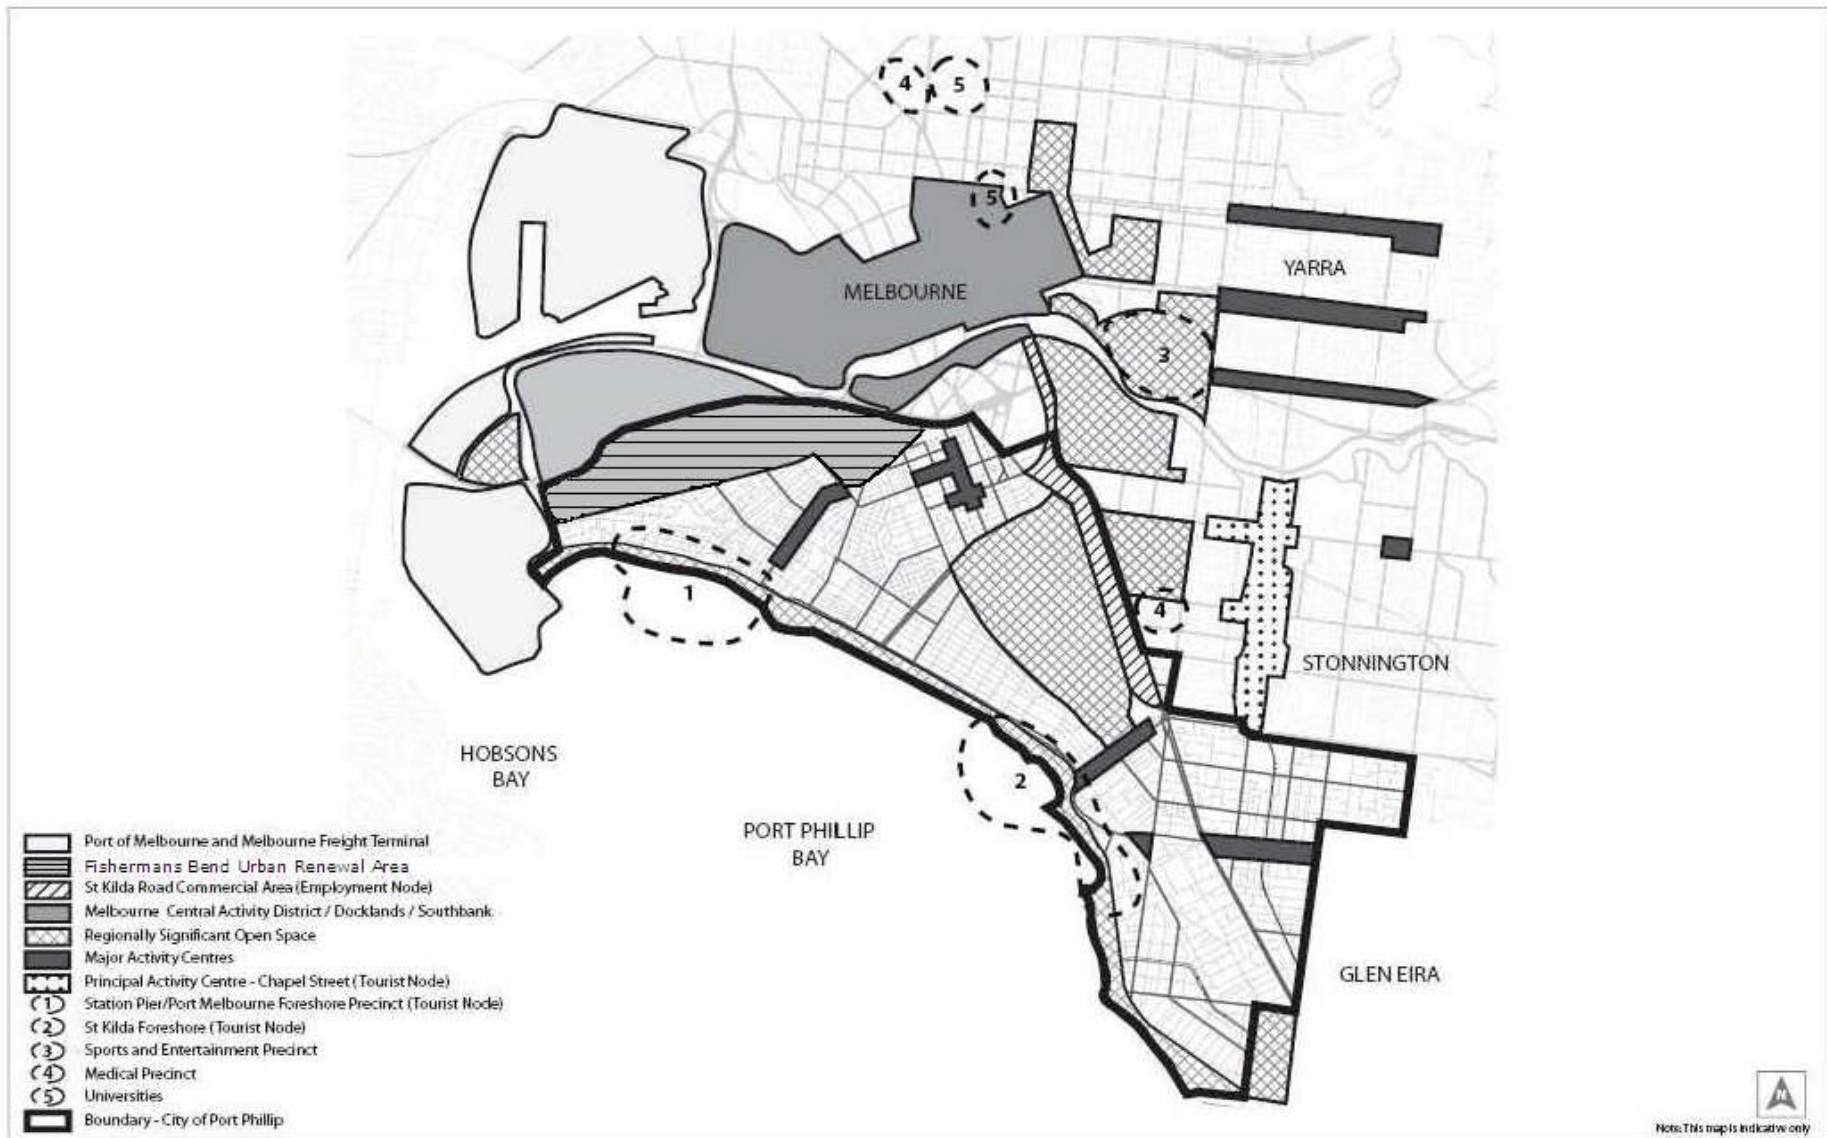 4
5
5
YARRA
MELBOURNE
3
1
4
STONNINGTON
HOBSONS
BAY
2
PORT PHILLIP
BAY
GLEN EIRA
Port of Melbourne and Melbourne Freight Terminal
Fishermans Bend Urban Renewal Area
St Kilda Road Commercial Area (Employment Node)
Melbourne Central Activity District / Docklands / Southbank
Regionally Significant Open Space
Major Activity Centres
Principal Activity Centre - Chapel Street (Tourist Node)
1 Station Pier/Port Melbourne Foreshore Precinct (Tourist Node)
2 St Kilda Foreshore (Tourist Node)
3 Sports and Entertainment Precinct
4 Medical Precinct
5 Universities
Boundary - City of Port Phillip
N
Note: This map is indicative only